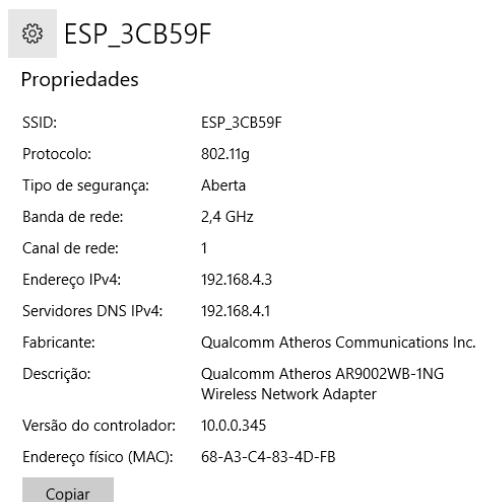 ESP_3CB59F
Propriedades
SSID: ESP_3CB59F
Protocolo: 802.11g
Tipo de segurança: Aberta
Banda de rede: 2,4 GHz
Canal de rede: 1
Endereço IPv4: 192.168.4.3
Servidores DNS IPv4: 192.168.4.1
Fabricante: Qualcomm Atheros Communications Inc.
Descrição: Qualcomm Atheros AR9002WB-1NG
Wireless Network Adapter
Versão do controlador: 10.0.0.345
Endereço físico (MAC): 68-A3-C4-83-4D-FB
Copiar